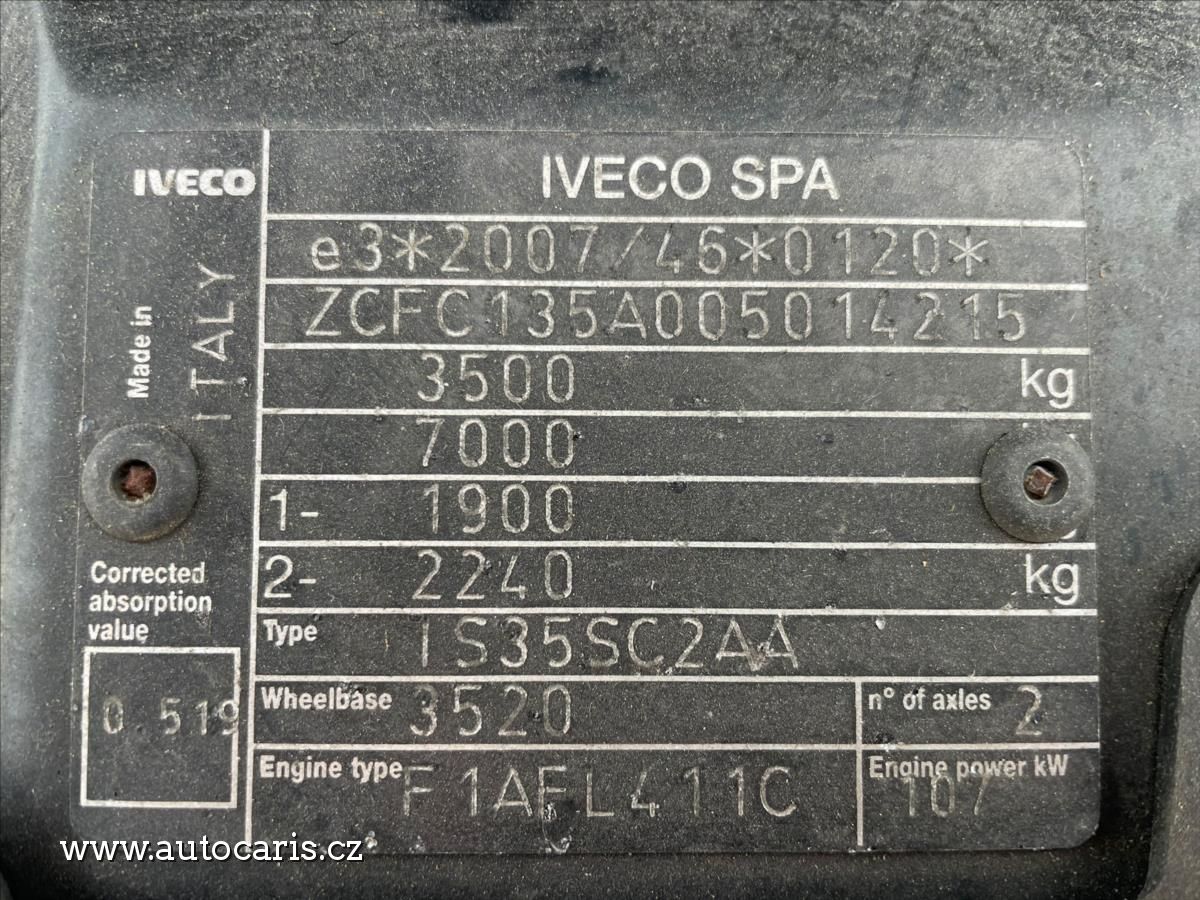 IVECO
IVECO SPA
e3*2007/46*0120*
ZCFC135A005014215
Made in
ITALY
3500 kg
7000
1- 1900
2- 2240 kg
Corrected
absorption
value
0.519
Type IS35SC2AA
Wheelbase 3520
n° of axles 2
Engine type F1AFL411C
Engine power kW
107
www.autocaris.cz